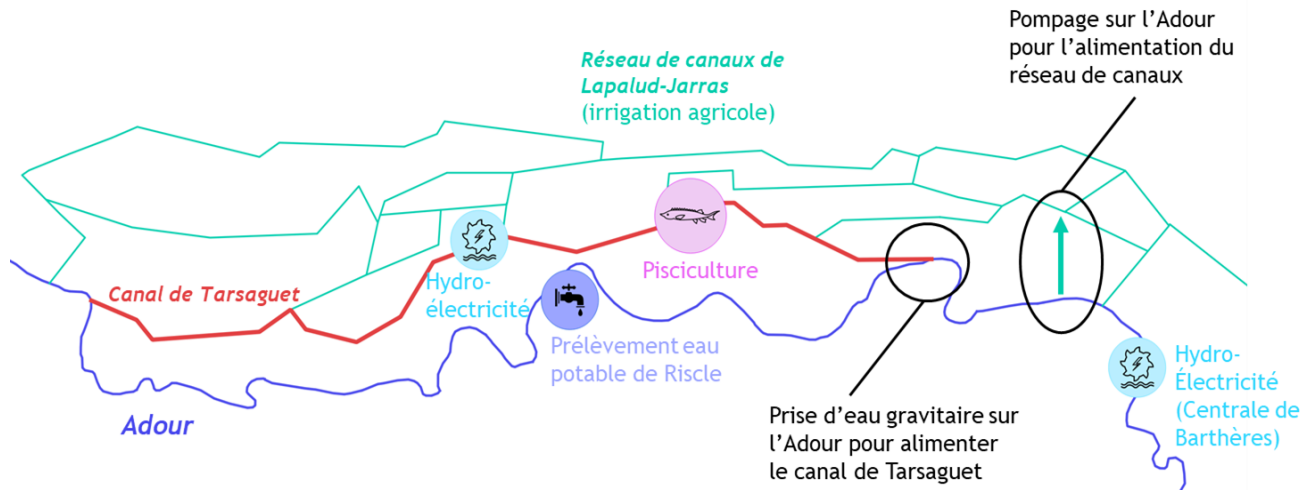 Pompage sur l’Adour
pour l’alimentation du
réseau de canaux
Réseau de canaux de
Lapalud-Jarras
(irrigation agricole)
Pisciculture
Canal de Tarsaguet
Hydro-
électricité
Prélèvement eau
potable de Riscle
Hydro-
Électricité
(Centrale de
Barthères)
Adour
Prise d’eau gravitaire sur
l’Adour pour alimenter
le canal de Tarsaguet